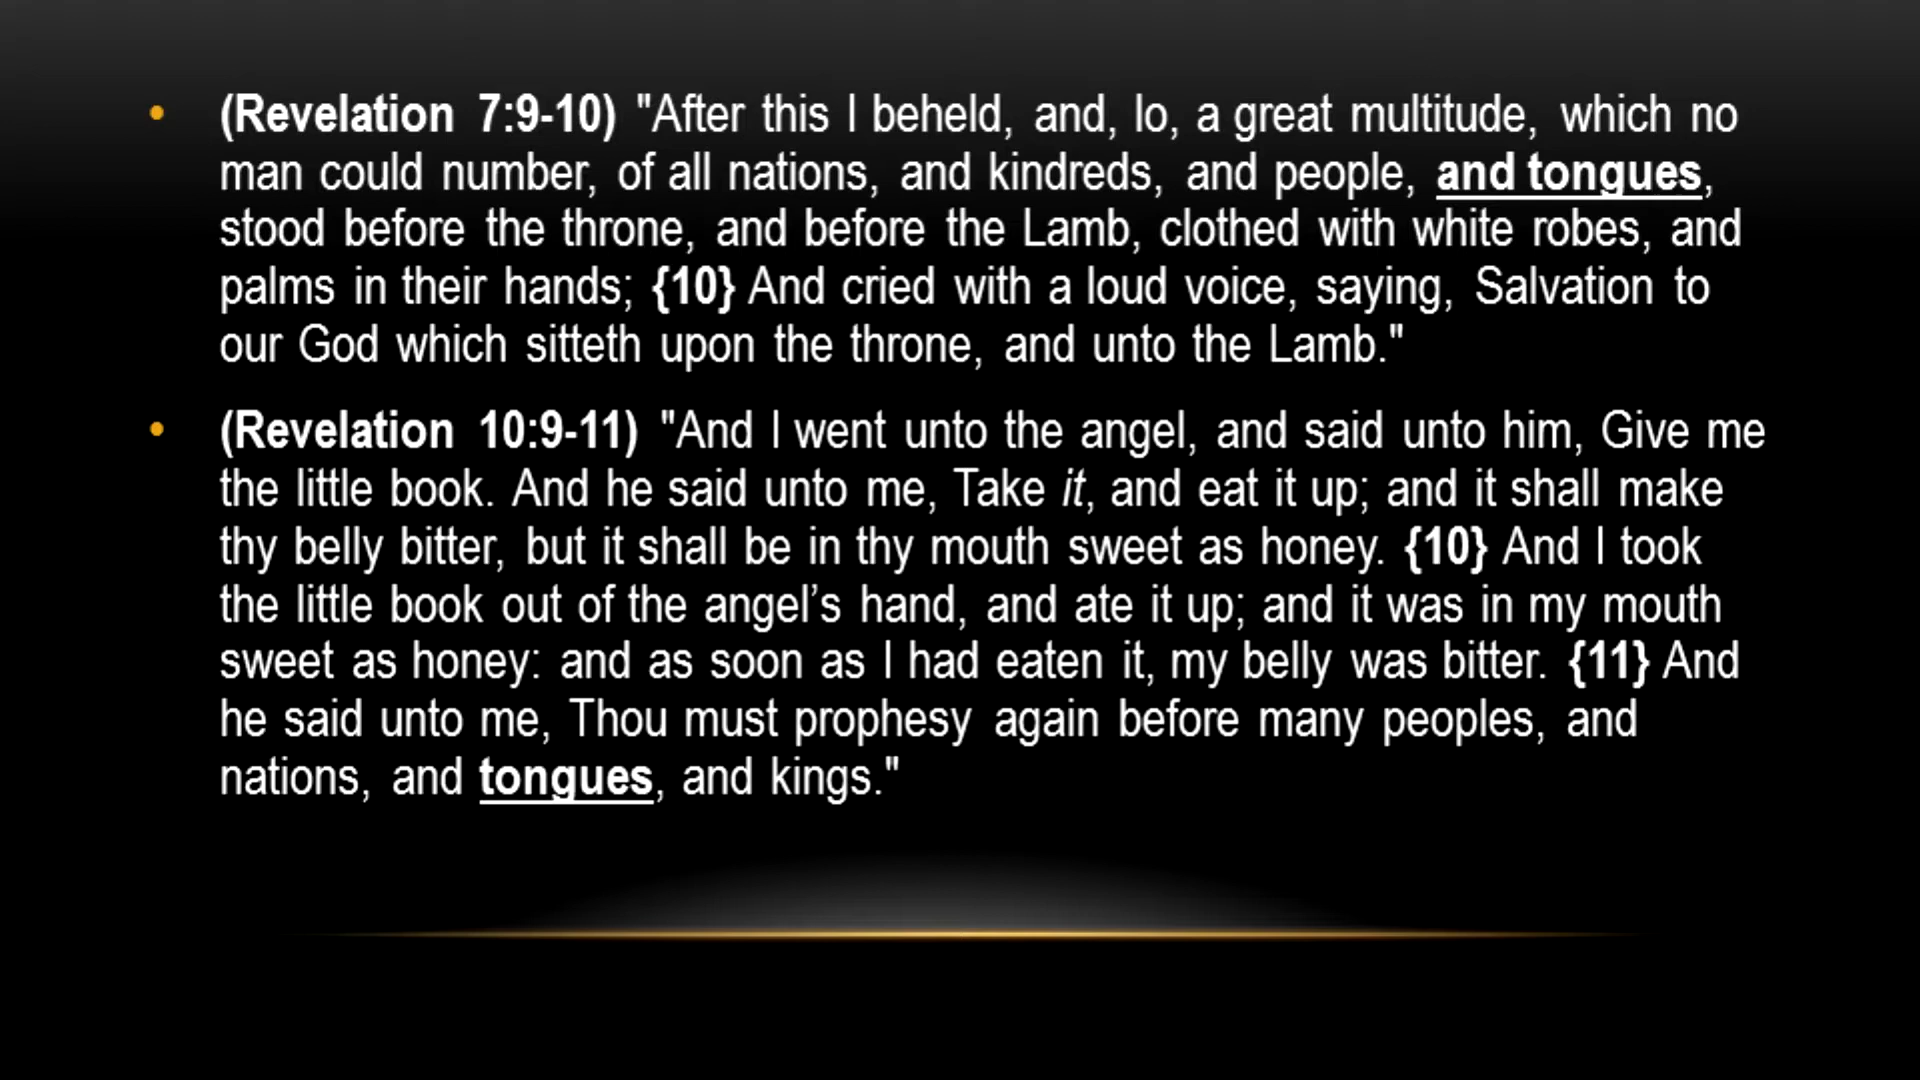 • (Revelation 7:9-10) "After this I beheld, and, lo, a great multitude, which no
man could number, of all nations, and kindreds, and people, and tongues,
stood before the throne, and before the Lamb, clothed with white robes, and
palms in their hands; {10} And cried with a loud voice, saying, Salvation to
our God which sitteth upon the throne, and unto the Lamb."
• (Revelation 10:9-11) "And I went unto the angel, and said unto him, Give me
the little book. And he said unto me, Take it, and eat it up; and it shall make
thy belly bitter, but it shall be in thy mouth sweet as honey. {10} And I took
the little book out of the angel’s hand, and ate it up; and it was in my mouth
sweet as honey: and as soon as I had eaten it, my belly was bitter. {11} And
he said unto me, Thou must prophesy again before many peoples, and
nations, and tongues, and kings."